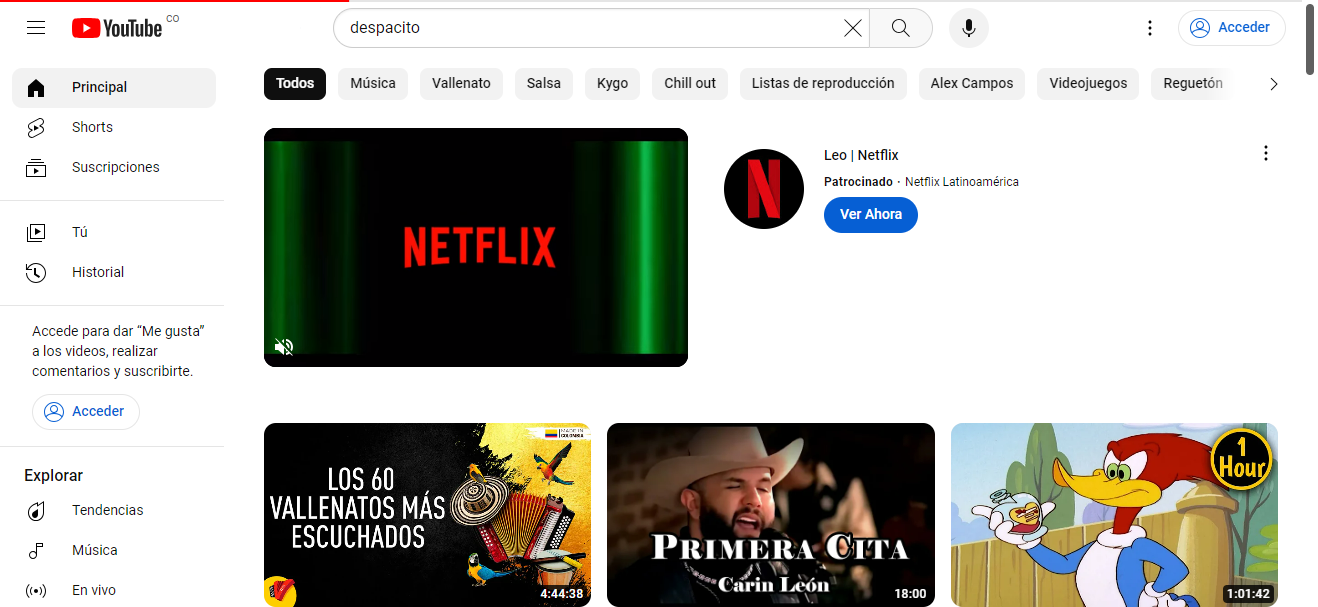 YouTube CO
despacito
Acceder
Principal
Shorts
Suscripciones
Tú
Historial
Accede para dar “Me gusta”
a los videos, realizar
comentarios y suscribirte.
Acceder
Explorar
Tendencias
Música
En vivo
Todos
Música
Vallenato
Salsa
Kygo
Chill out
Listas de reproducción
Alex Campos
Videojuegos
Reguetón
NETFLIX
N
Leo | Netflix
Patrocinado · Netflix Latinoamérica
Ver Ahora
MADE IN
COLOMBIA
LOS 60
VALLENATOS MÁS
ESCUCHADOS
4:44:38
PRIMERA CITA
Carin León
18:00
1
Hour
1:01:42